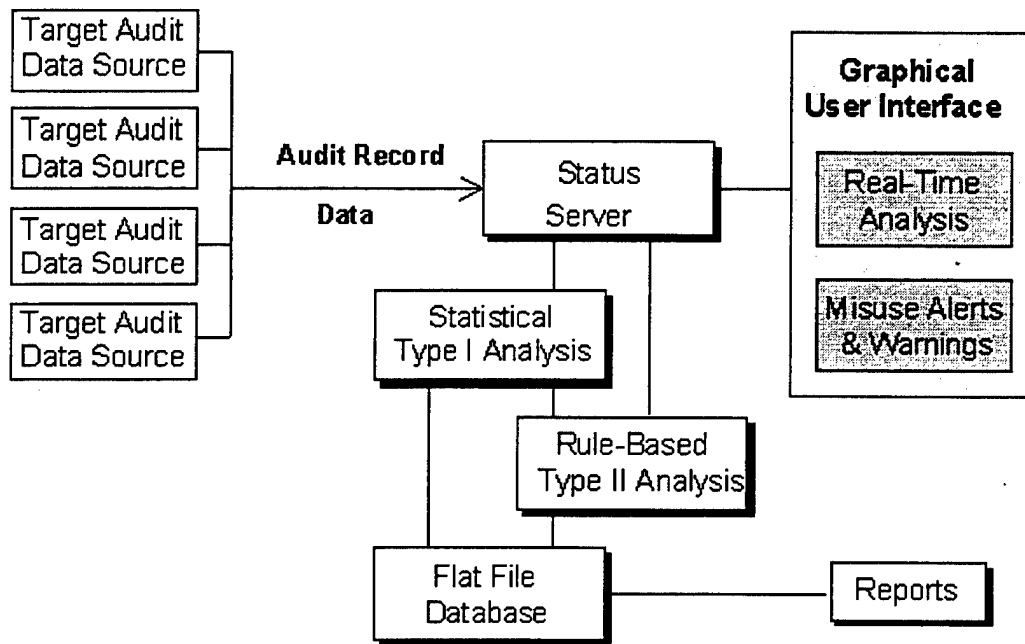 Target Audit
Data Source
Target Audit
Data Source
Target Audit
Data Source
Target Audit
Data Source
Audit Record
Data
Status
Server
Graphical
User Interface
Real-Time
Analysis
Misuse Alerts
& Warnings
Statistical
Type I Analysis
Rule-Based
Type II Analysis
Flat File
Database
Reports